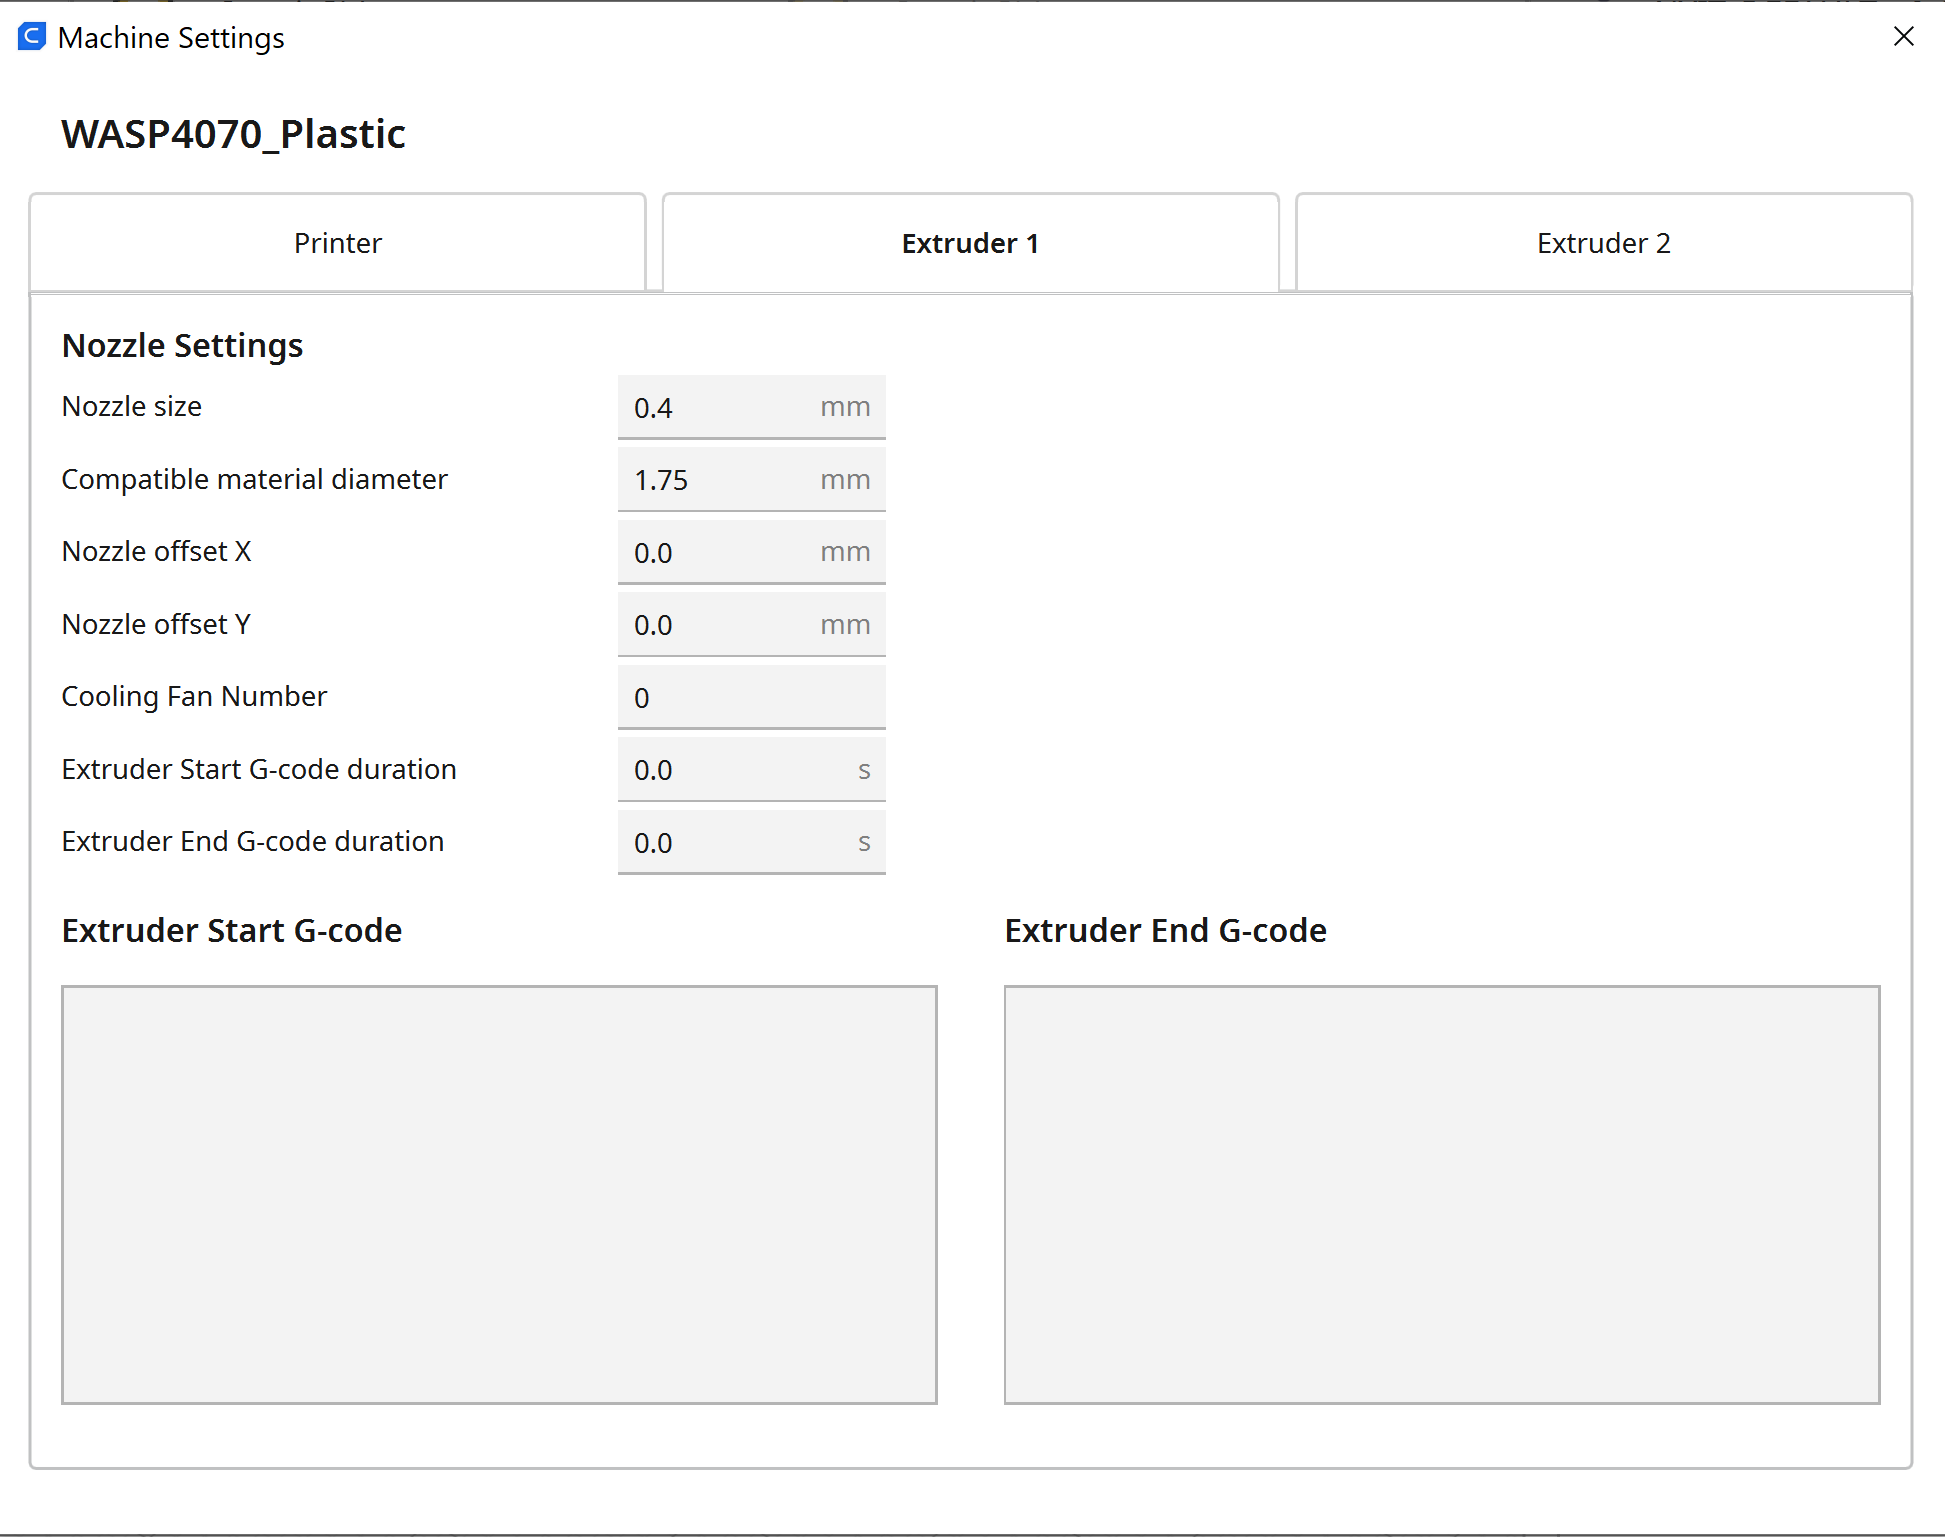 Machine Settings
WASP4070_Plastic
Printer
Extruder 1
Extruder 2
Nozzle Settings
Nozzle size 0.4 mm
Compatible material diameter 1.75 mm
Nozzle offset X 0.0 mm
Nozzle offset Y 0.0 mm
Cooling Fan Number 0
Extruder Start G-code duration 0.0 s
Extruder End G-code duration 0.0 s
Extruder Start G-code
Extruder End G-code